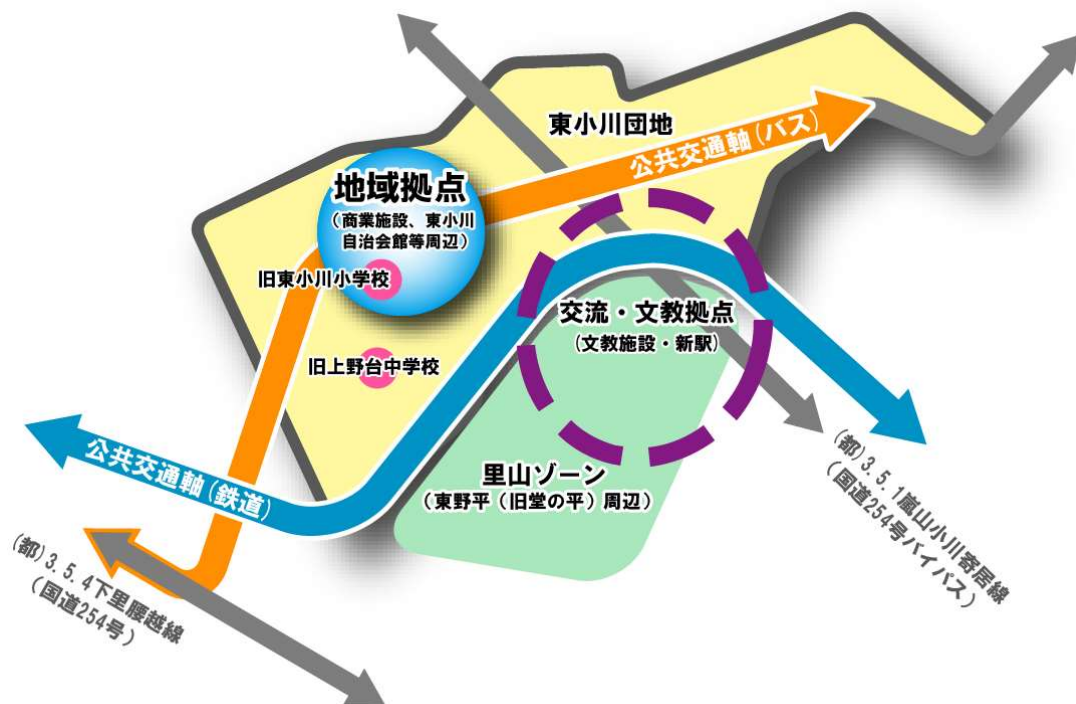 東小川団地
公共交通軸(バス)
地域拠点
(商業施設、東小川
自治会館等周辺)
旧東小川小学校
交流・文教拠点
(文教施設・新駅)
旧上野台中学校
公共交通軸(鉄道)
里山ゾーン
(東野平(旧堂の平)周辺)
(都)3.5.1嵐山小川寄居線
(国道254号バイパス)
(都)3.5.4下里腰越線
(国道254号)